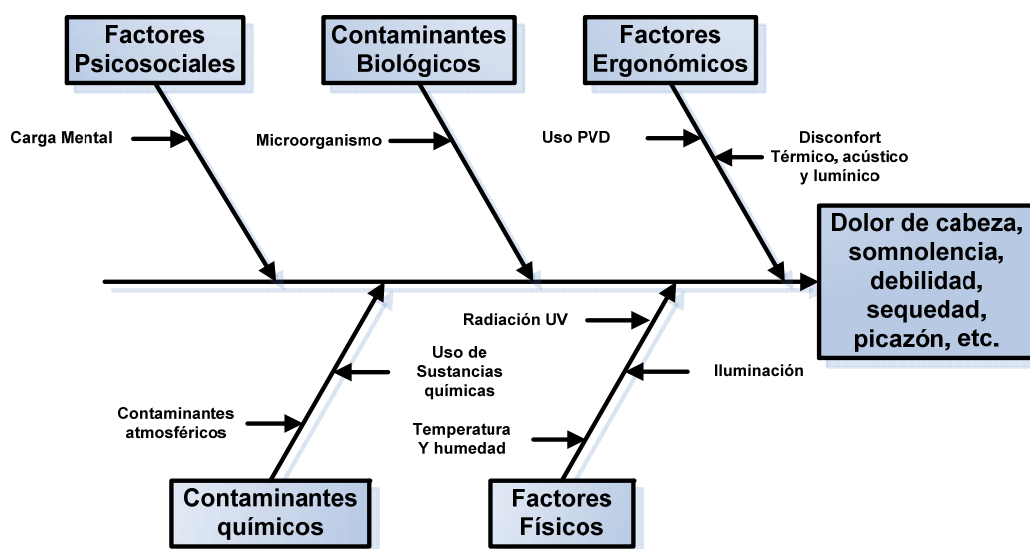 Factores
Psicosociales
Contaminantes
Biológicos
Factores
Ergonómicos
Carga Mental
Microorganismo
Uso PVD
Disconfort
Térmico, acústico
y lumínico
Dolor de cabeza,
somnolencia,
debilidad,
sequedad,
picazón, etc.
Radiación UV
Uso de
Sustancias
químicas
Iluminación
Contaminantes
atmosféricos
Temperatura
Y humedad
Contaminantes
químicos
Factores
Físicos